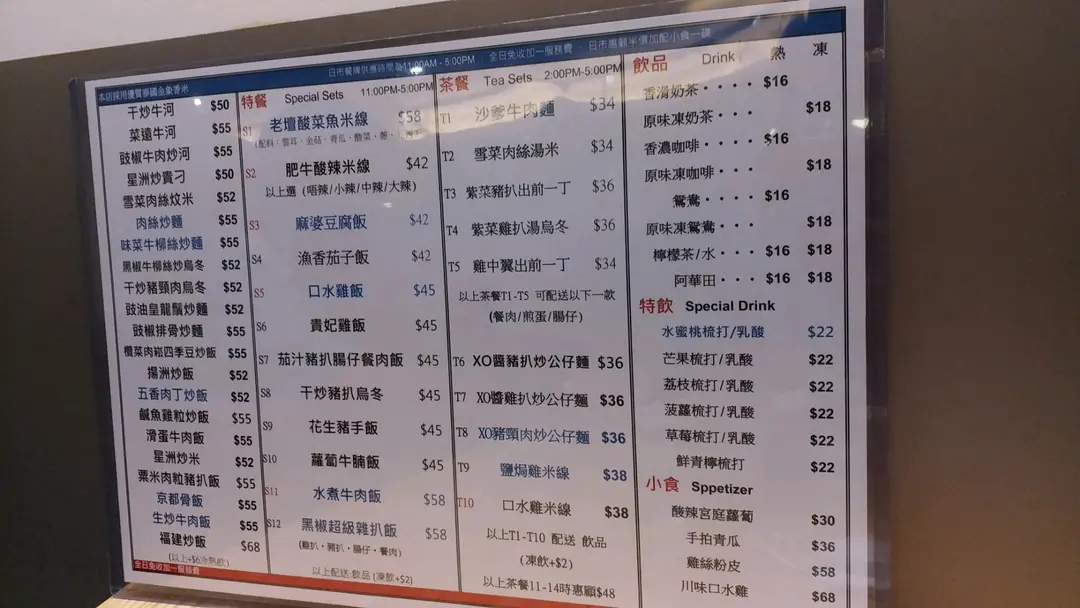 日市餐牌供應時間為11:00AM - 5:00PM 全日免收加一服務費 · 日市惠顧半價加配小食一碟
本店採用優質泰國金象香米
干炒牛河 $50
菜遠牛河 $55
豉椒牛肉炒河 $55
星洲炒貴刁 $50
雪菜肉絲炆米 $52
肉絲炒麵 $55
味菜牛柳絲炒麵 $55
黑椒牛柳絲炒烏冬 $52
干炒豬頸肉烏冬 $52
豉油皇龍鬚炒麵 $52
豉椒排骨炒麵 $55
欖菜肉崧四季豆炒飯 $55
揚洲炒飯 $52
五香肉丁炒飯 $52
鹹魚雞粒炒飯 $55
滑蛋牛肉飯 $55
星洲炒米 $52
粟米肉粒豬扒飯 $55
京都骨飯 $55
生炒牛肉飯 $55
福建炒飯 $68
(以上+$6冷熱飲)
全日免收加一服務費
特餐 Special Sets 11:00PM-5:00PM
S1 老壇酸菜魚米線 $58
S2 肥牛酸辣米線 $42
以上選 (唔辣/小辣/中辣/大辣)
S3 麻婆豆腐飯 $42
S4 漁香茄子飯 $42
S5 口水雞飯 $45
S6 貴妃雞飯 $45
S7 茄汁豬扒腸仔餐肉飯 $45
S8 干炒豬扒烏冬 $45
S9 花生豬手飯 $45
S10 蘿蔔牛腩飯 $45
S11 水煮牛肉飯 $58
S12 黑椒超級雜扒飯 $58
(雞扒·豬扒·腸仔·餐肉)
以上配送:飲品 (凍飲+$2)
茶餐 Tea Sets 2:00PM-5:00PM
T1 沙爹牛肉麵 $34
T2 雪菜肉絲湯米 $34
T3 紫菜豬扒出前一丁 $36
T4 紫菜雞扒湯烏冬 $36
T5 雞中翼出前一丁 $34
以上茶餐T1-T5 可配送以下一款
(餐肉/煎蛋/腸仔)
T6 XO醬豬扒炒公仔麵 $36
T7 XO醬雞扒炒公仔麵 $36
T8 XO豬頸肉炒公仔麵 $36
T9 鹽焗雞米線 $38
T10 口水雞米線 $38
以上T1-T10 配送 飲品
(凍飲+$2)
以上茶餐11-14時惠顧$48
飲品 Drink 熟 凍
香滑奶茶···· $16
原味凍奶茶··· $18
香濃咖啡···· $16
原味凍咖啡··· $18
鴛鴦···· $16
原味凍鴛鴦··· $18
檸檬茶/水··· $16 $18
阿華田··· $16 $18
特飲 Special Drink
水蜜桃梳打/乳酸 $22
芒果梳打/乳酸 $22
荔枝梳打/乳酸 $22
菠蘿梳打/乳酸 $22
草莓梳打/乳酸 $22
鮮青檸梳打 $22
小食 Sppetizer
酸辣宮庭蘿蔔 $30
手拍青瓜 $36
雞絲粉皮 $58
川味口水雞 $68